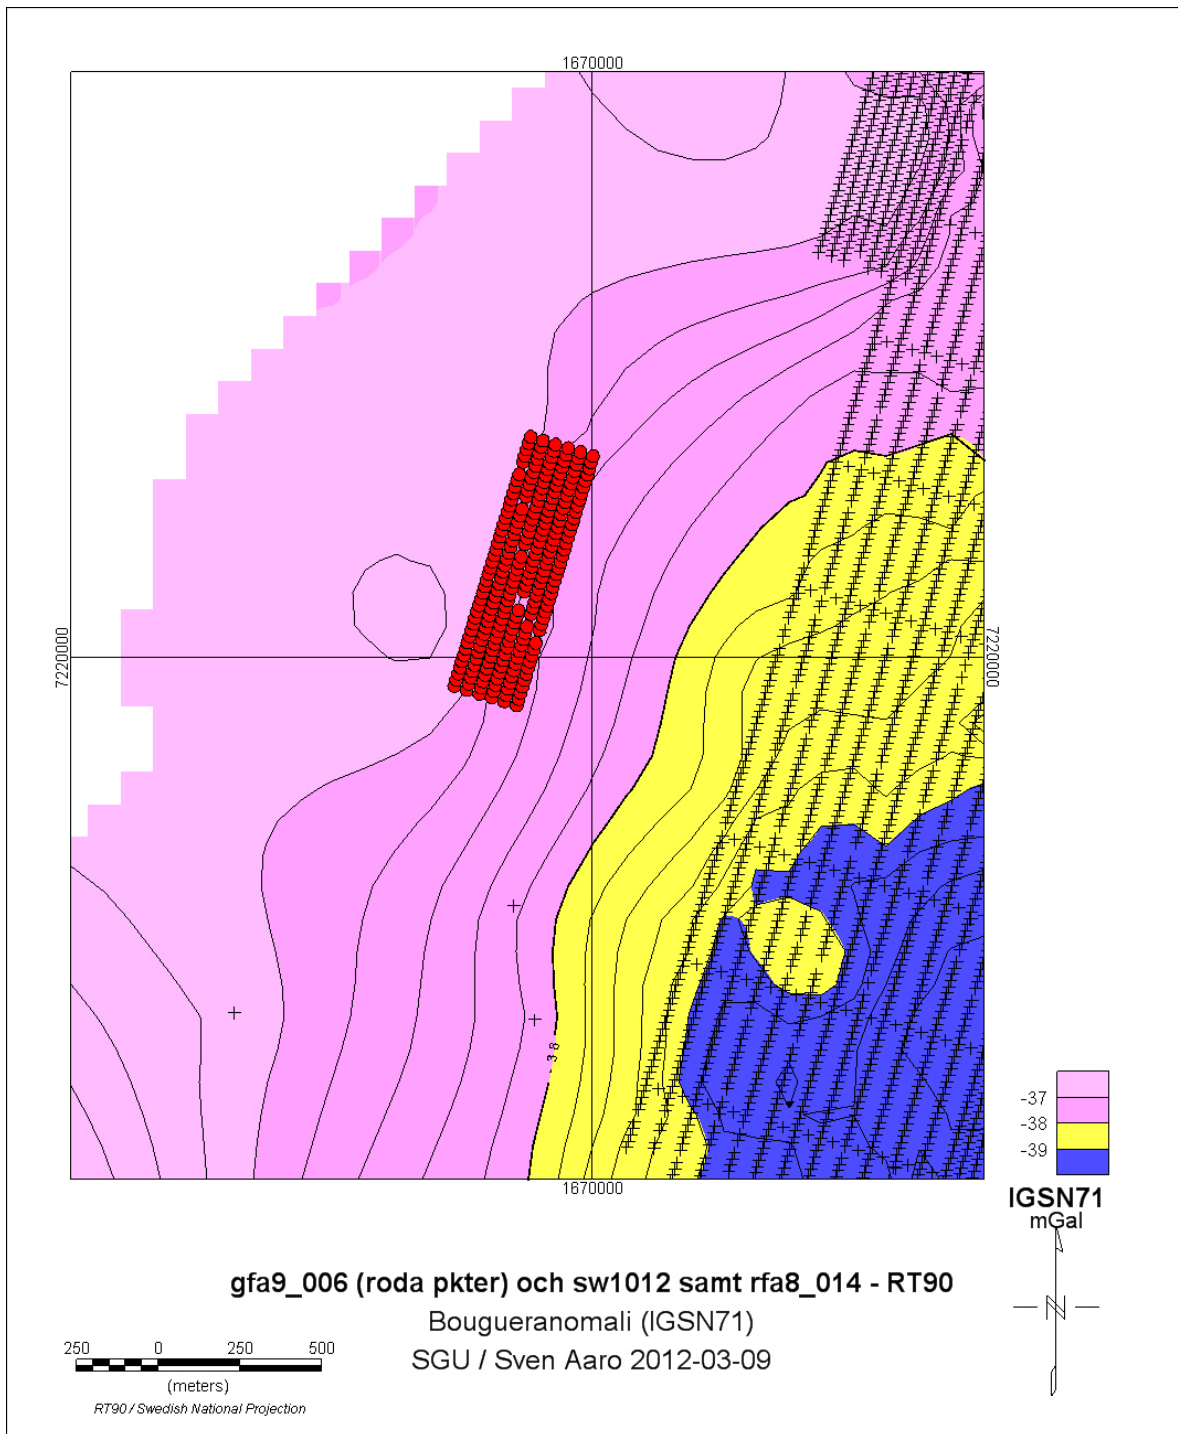 1670000
7220000
7220000
38
1670000
-37
-38
-39
IGSN71
mGal
N
gfa9_006 (roda pkter) och sw1012 samt rfa8_014 - RT90
Bougueranomali (IGSN71)
SGU / Sven Aaro 2012-03-09
250 0 250 500
(meters)
RT90 / Swedish National Projection